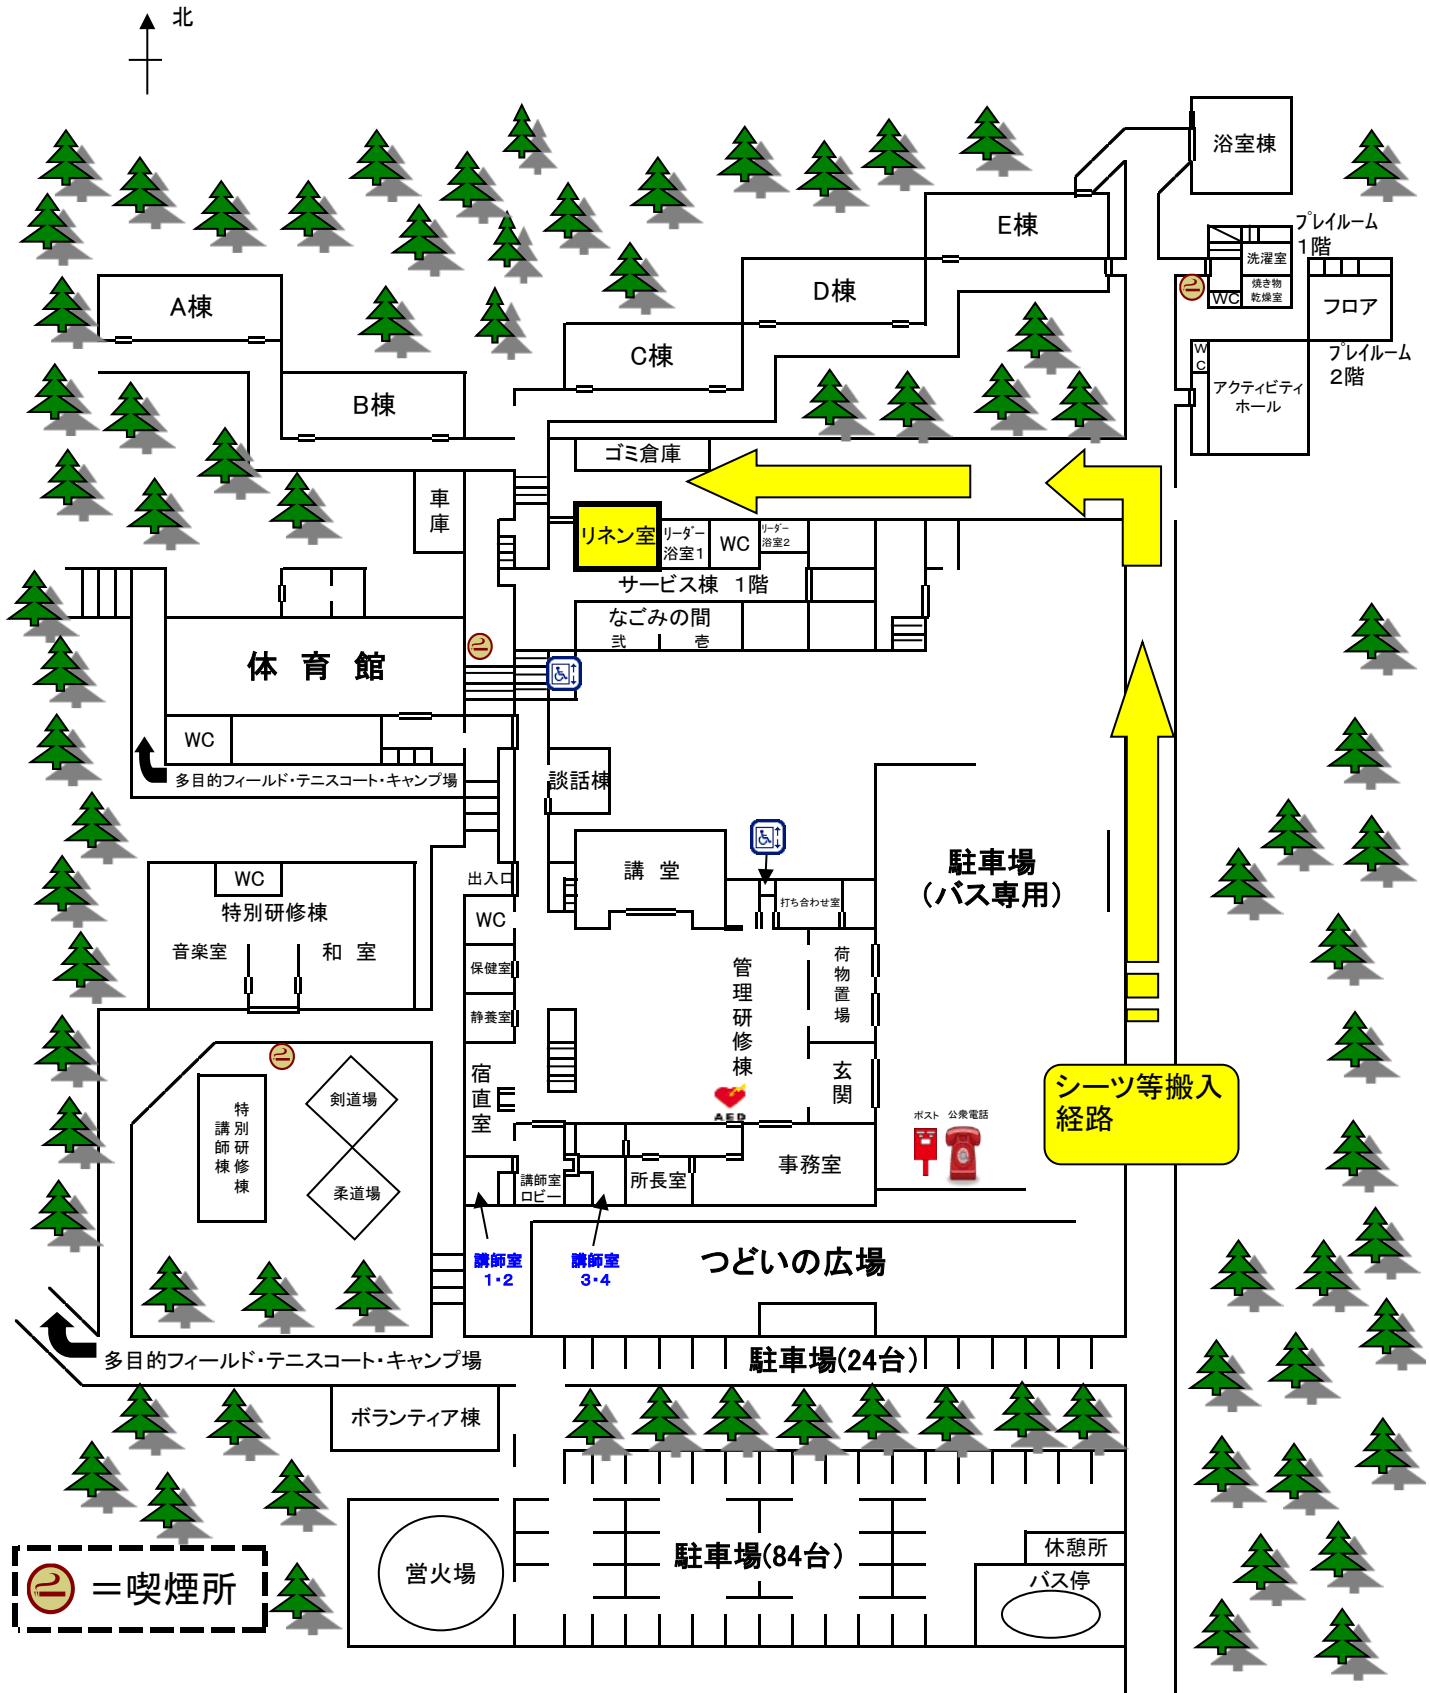 北
浴室棟
E棟
プレイルーム
1階
洗濯室
焼き物
乾燥室
WC
フロア
D棟
A棟
C棟
プレイルーム
2階
WC
アクティビティ
ホール
B棟
ゴミ倉庫
車庫
リネン室
リーダー
浴室1
WC
リーダー
浴室2
サービス棟 1階
なごみの間
弐 壱
体 育 館
WC
多目的フィールド・テニスコート・キャンプ場
談話棟
講 堂
駐車場
(バス専用)
出入口
WC
打ち合わせ室
WC
特別研修棟
音楽室
和 室
保健室
静養室
管理研修棟
荷物置場
玄関
宿直室
AED
シーツ等搬入
経路
特別研修棟
講師棟
剣道場
柔道場
ポスト
公衆電話
事務室
所長室
講師室
ロビー
講師室
1・2
講師室
3・4
つどいの広場
駐車場(24台)
多目的フィールド・テニスコート・キャンプ場
ボランティア棟
営火場
駐車場(84台)
休憩所
バス停
=喫煙所